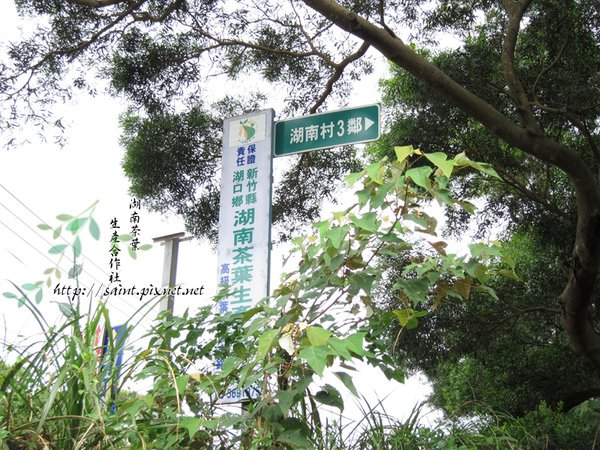 湖南村3鄰
保證
責任
新竹縣
湖口鄉
湖南茶葉生
高
湖南茶葉
生產合作社
http://saint.pixnet.net